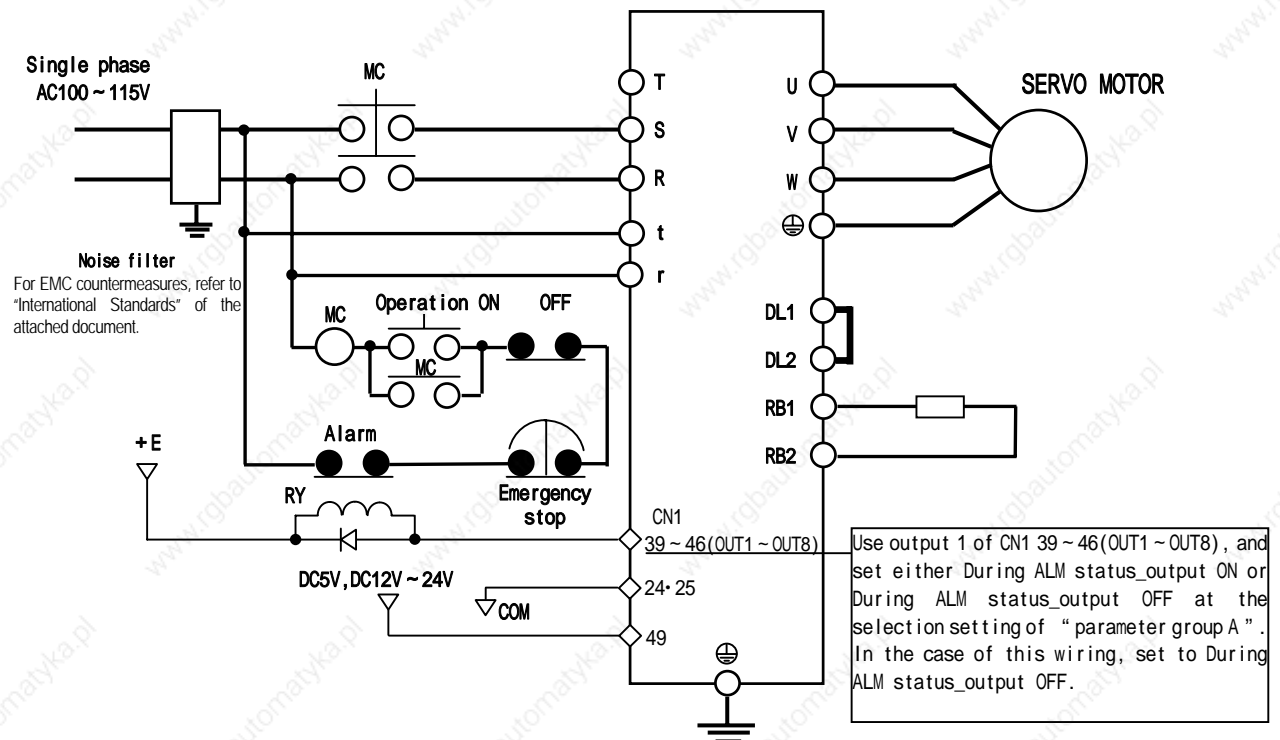 Single phase
AC100~115V
MC
T
S
R
t
r
U
V
W
SERVO MOTOR
Noise filter
For EMC countermeasures, refer to
"International Standards" of the
attached document.
MC
Operation ON
OFF
MC
DL1
DL2
RB1
RB2
Alarm
Emergency
stop
+E
RY
CN1
39~46(OUT1~OUT8)
DC5V,DC12V~24V
24・25
COM
49
Use output 1 of CN1 39~46(OUT1~OUT8), and
set either During ALM status_output ON or
During ALM status_output OFF at the
selection setting of "parameter group A".
In the case of this wiring, set to During
ALM status_output OFF.
www.rgbautomatyka.pl